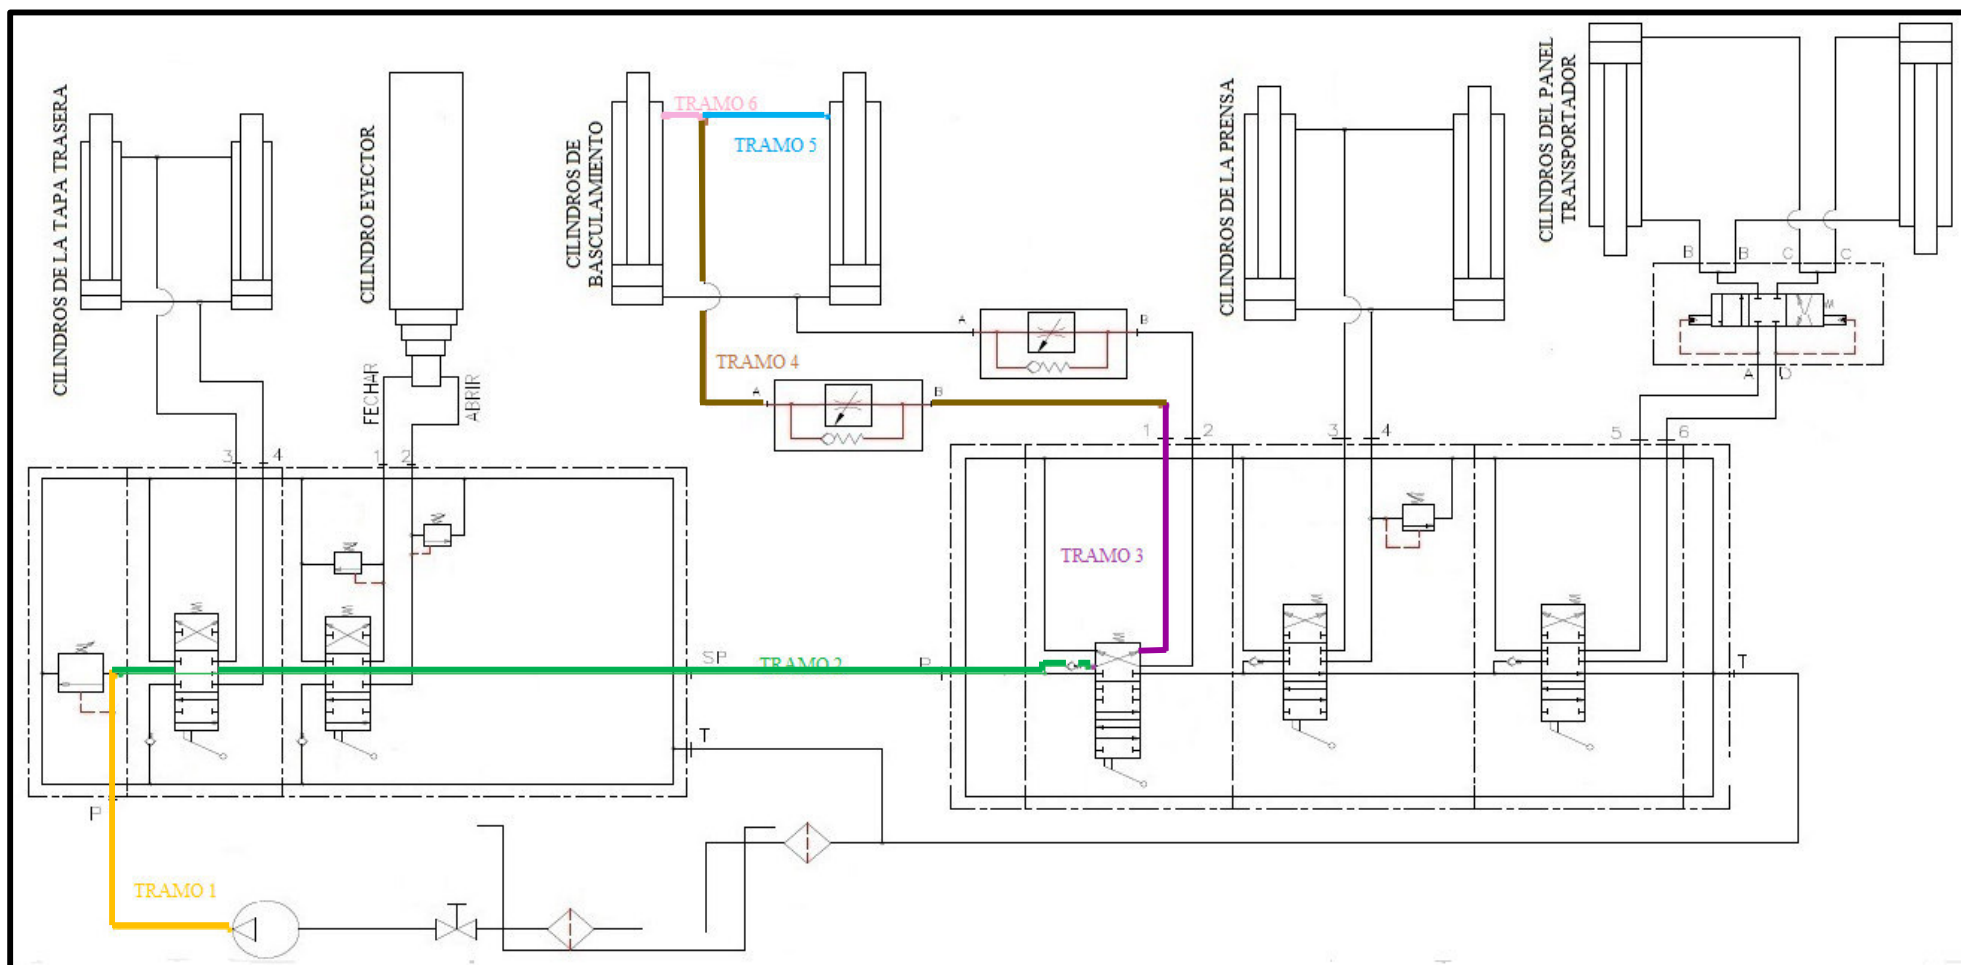 CILINDROS DE LA TAPA TRASERA
CILINDRO EYECTOR
CILINDROS DE
BASCULAMIENTO
TRAMO 6
TRAMO 5
CILINDROS DE LA PRENSA
CILINDROS DEL PANEL
TRANSPORTADOR
B
B
C
C
A
D
A
B
TRAMO 4
A
B
FECHAR
ABRIR
3
4
1
2
1
2
3
4
5
6
TRAMO 3
SP
TRAMO 2
P
T
T
P
TRAMO 1